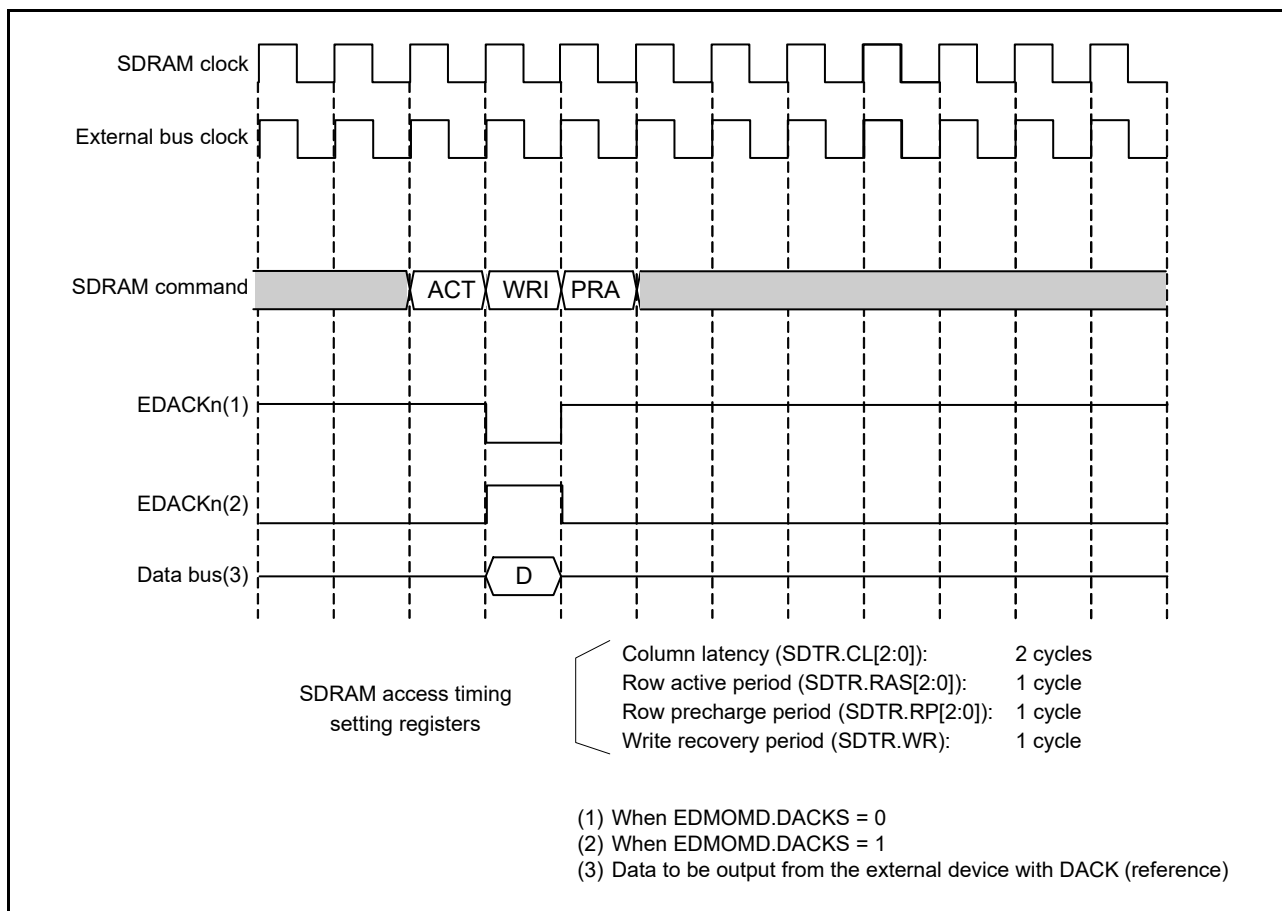 SDRAM clock
External bus clock
SDRAM command
ACT WRI PRA
EDACKn(1)
EDACKn(2)
Data bus(3)
D
SDRAM access timing
setting registers
Column latency (SDTR.CL[2:0]): 2 cycles
Row active period (SDTR.RAS[2:0]): 1 cycle
Row precharge period (SDTR.RP[2:0]): 1 cycle
Write recovery period (SDTR.WR): 1 cycle
(1) When EDMOMD.DACKS = 0
(2) When EDMOMD.DACKS = 1
(3) Data to be output from the external device with DACK (reference)